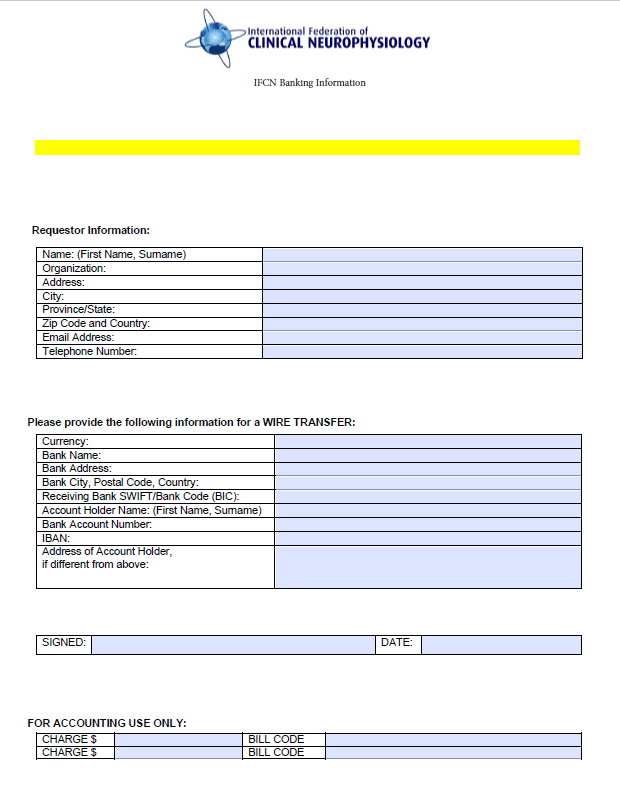 International Federation of
CLINICAL NEUROPHYSIOLOGY
IFCN Banking Information
Requestor Information:
Name: (First Name, Surname)
Organization:
Address:
City:
Province/State:
Zip Code and Country:
Email Address:
Telephone Number:
Please provide the following information for a WIRE TRANSFER:
Currency:
Bank Name:
Bank Address:
Bank City, Postal Code, Country:
Receiving Bank SWIFT/Bank Code (BIC):
Account Holder Name: (First Name, Surname)
Bank Account Number:
IBAN:
Address of Account Holder,
if different from above:
SIGNED: DATE:
FOR ACCOUNTING USE ONLY:
CHARGE $ BILL CODE
CHARGE $ BILL CODE